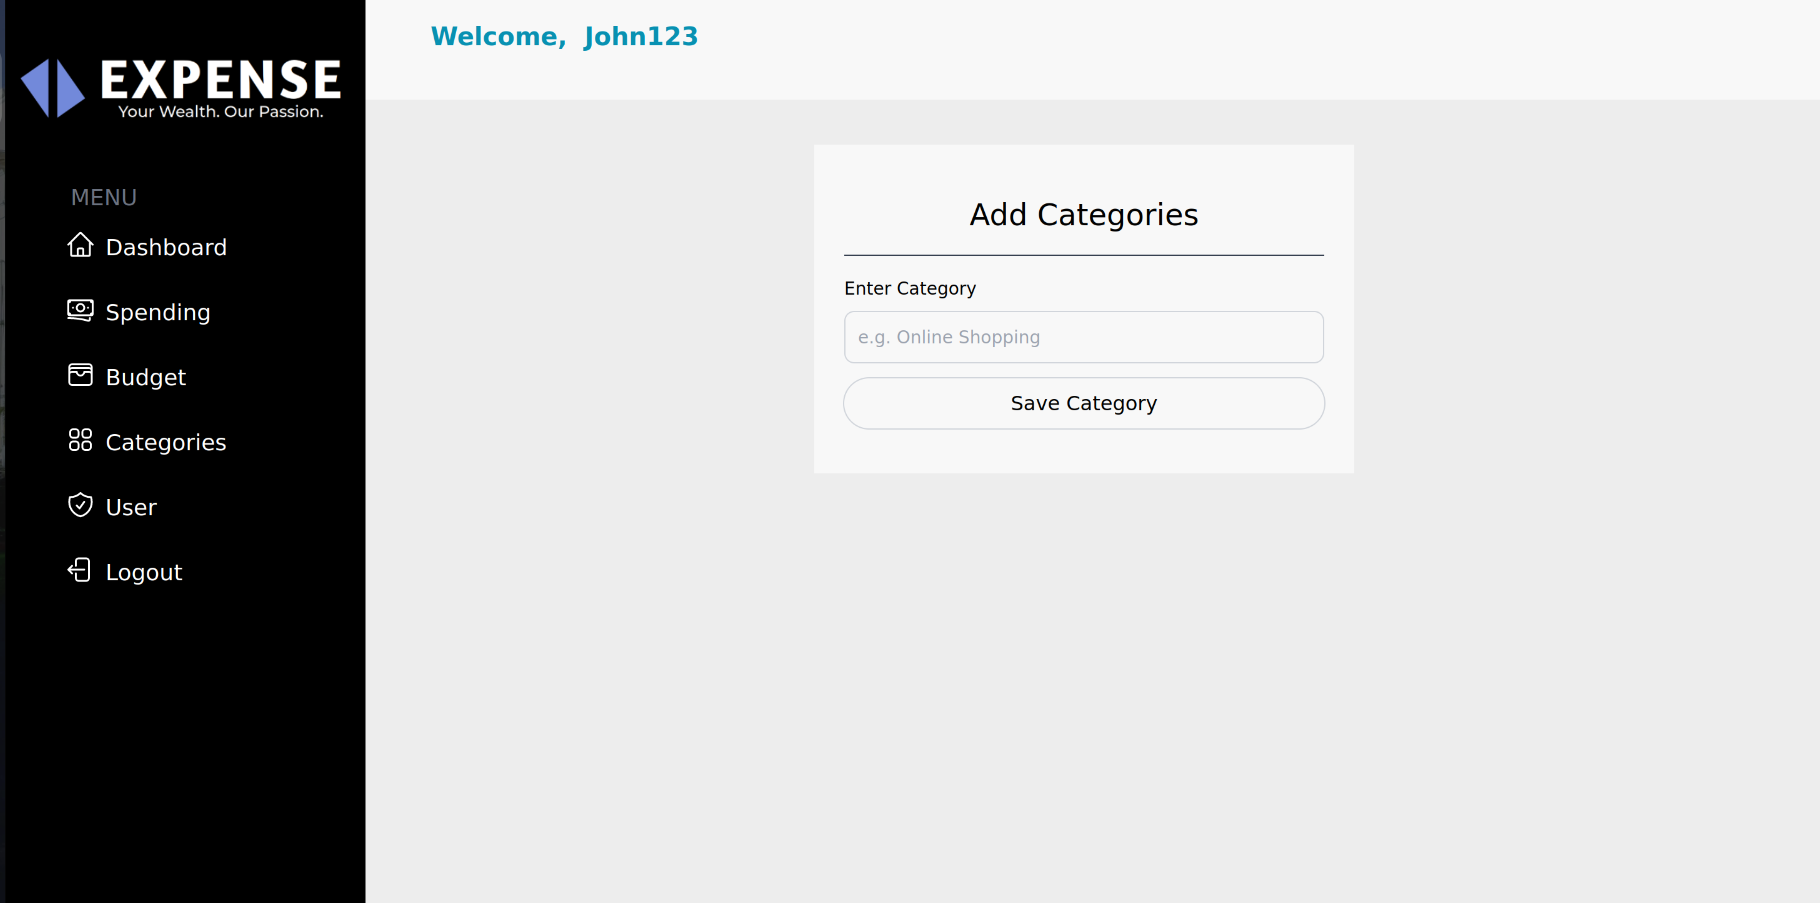 EXPENSE
Your Wealth. Our Passion.
MENU
Dashboard
Spending
Budget
Categories
User
Logout
Welcome, John123
Add Categories
Enter Category
e.g. Online Shopping
Save Category